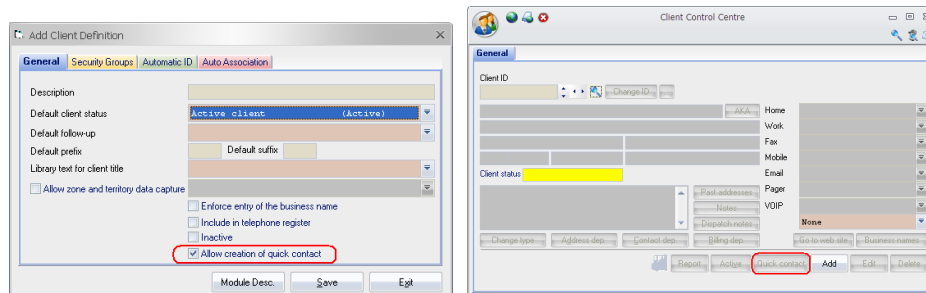 Add Client Definition
General Security Groups Automatic ID Auto Association
Description
Default client status Active client (Active)
Default follow-up
Default prefix Default suffix
Library text for client title
Allow zone and territory data capture
Enforce entry of the business name
Include in telephone register
Inactive
Allow creation of quick contact
Module Desc. Save Exit
Client Control Centre
General
Client ID
Change ID
AKA Home
Work
Fax
Mobile
Client status Email
Past addresses Pager
Notes VOIP
Dispatch notes None
Change type Address dep. Contact dep. Billing dep. Go to web site Business names
Report Active Quick contact Add Edit Delete